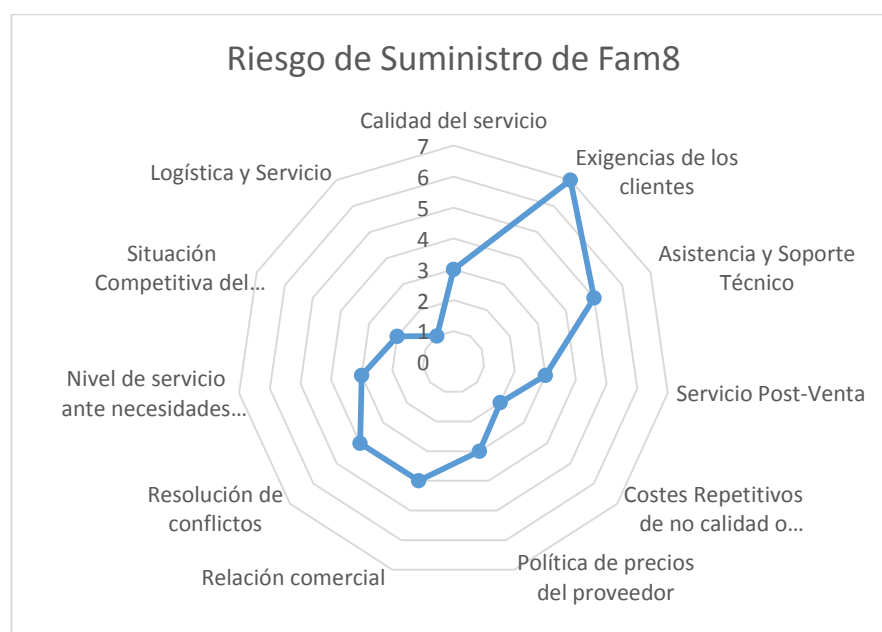 Riesgo de Suministro de Fam8
Calidad del servicio
7
6
5
4
3
2
1
0
Exigencias de los
clientes
Asistencia y Soporte
Técnico
Servicio Post-Venta
Costes Repetitivos
de no calidad o...
Política de precios
del proveedor
Relación comercial
Resolución de
conflictos
Nivel de servicio
ante necesidades...
Situación
Competitiva del...
Logística y Servicio